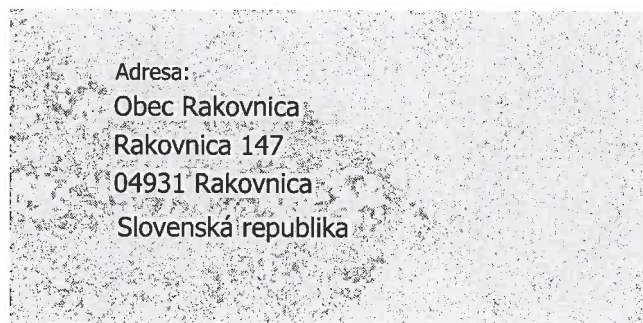 Adresa:
Obec Rakovnica
Rakovnica 147
04931 Rakovnica
Slovenská republika